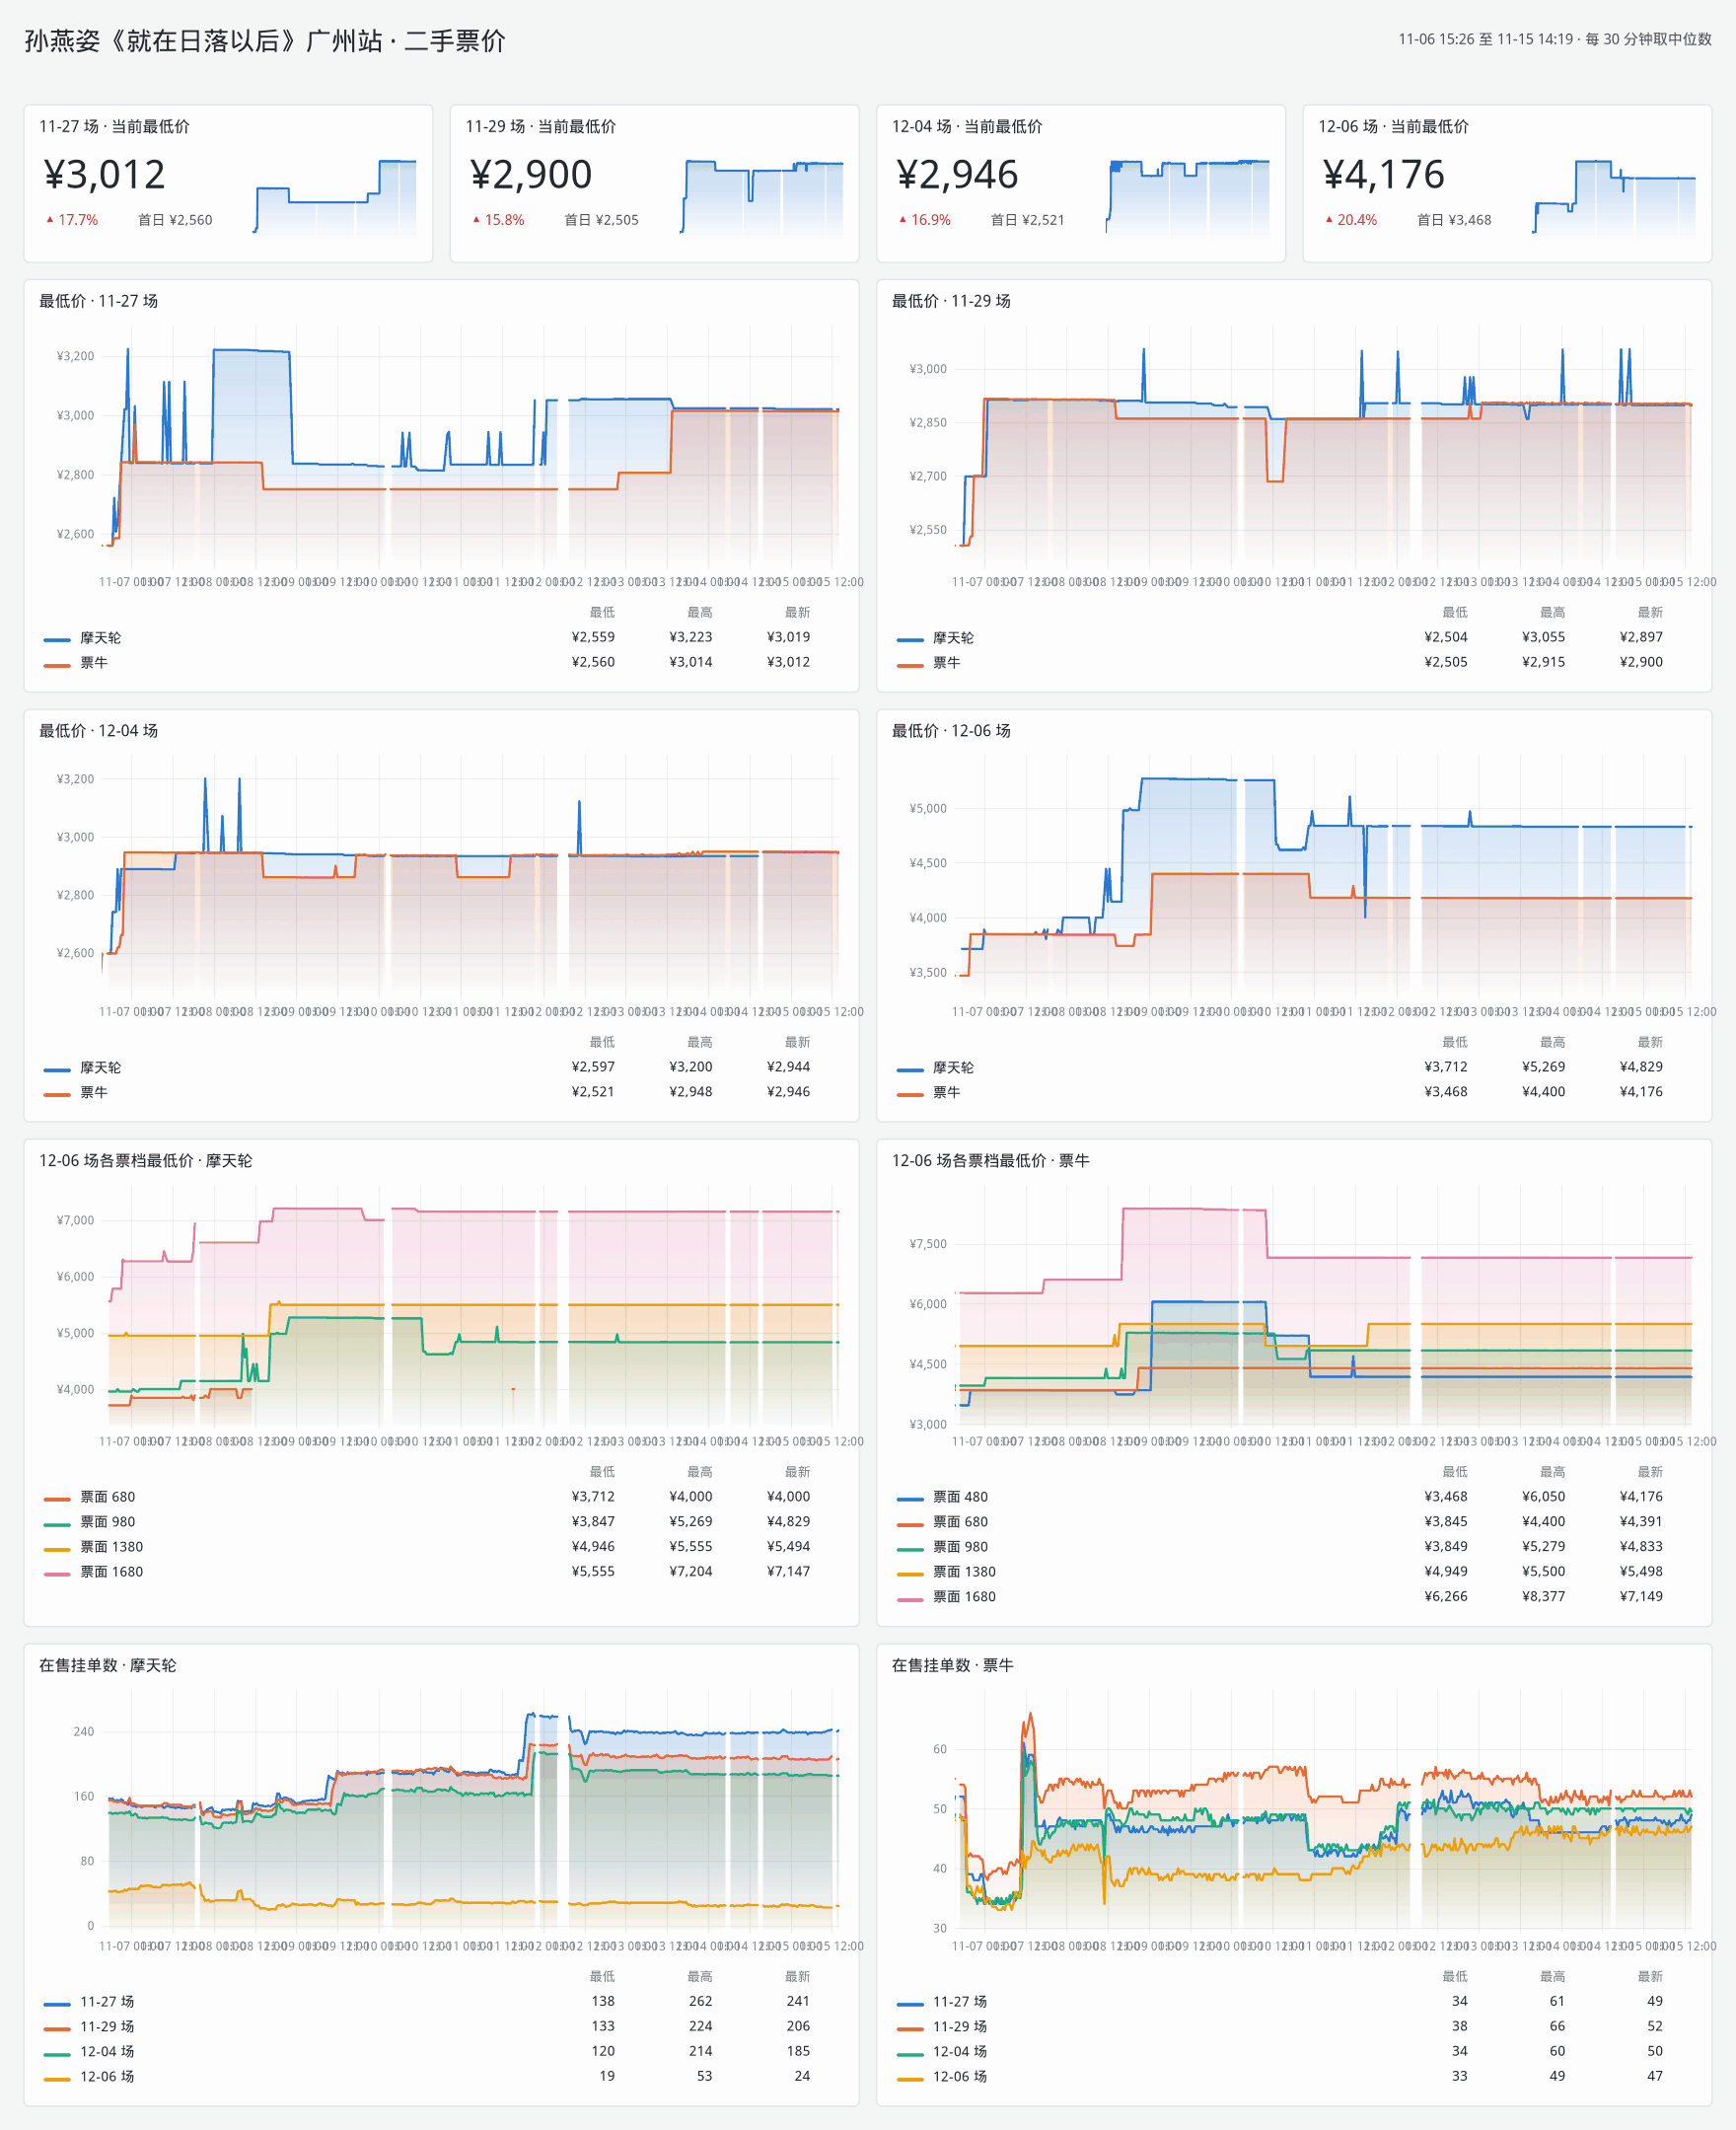 孙燕姿《就在日落以后》广州站 · 二手票价
11-06 15:26 至 11-15 14:19 · 每 30 分钟取中位数
11-27 场 · 当前最低价
¥3,012
▲ 17.7% 首日 ¥2,560
11-29 场 · 当前最低价
¥2,900
▲ 15.8% 首日 ¥2,505
12-04 场 · 当前最低价
¥2,946
▲ 16.9% 首日 ¥2,521
12-06 场 · 当前最低价
¥4,176
▲ 20.4% 首日 ¥3,468
最低价 · 11-27 场
¥3,200
¥3,000
¥2,800
¥2,600
最低 最高 最新
摩天轮 ¥2,559 ¥3,223 ¥3,019
票牛 ¥2,560 ¥3,014 ¥3,012
最低价 · 11-29 场
¥3,000
¥2,850
¥2,700
¥2,550
最低 最高 最新
摩天轮 ¥2,504 ¥3,055 ¥2,897
票牛 ¥2,505 ¥2,915 ¥2,900
最低价 · 12-04 场
¥3,200
¥3,000
¥2,800
¥2,600
最低 最高 最新
摩天轮 ¥2,597 ¥3,200 ¥2,944
票牛 ¥2,521 ¥2,948 ¥2,946
最低价 · 12-06 场
¥5,000
¥4,500
¥4,000
¥3,500
最低 最高 最新
摩天轮 ¥3,712 ¥5,269 ¥4,829
票牛 ¥3,468 ¥4,400 ¥4,176
12-06 场各票档最低价 · 摩天轮
¥7,000
¥6,000
¥5,000
¥4,000
最低 最高 最新
票面 680 ¥3,712 ¥4,000 ¥4,000
票面 980 ¥3,847 ¥5,269 ¥4,829
票面 1380 ¥4,946 ¥5,555 ¥5,494
票面 1680 ¥5,555 ¥7,204 ¥7,147
12-06 场各票档最低价 · 票牛
¥7,500
¥6,000
¥4,500
¥3,000
最低 最高 最新
票面 480 ¥3,468 ¥6,050 ¥4,176
票面 680 ¥3,845 ¥4,400 ¥4,391
票面 980 ¥3,849 ¥5,279 ¥4,833
票面 1380 ¥4,949 ¥5,500 ¥5,498
票面 1680 ¥6,266 ¥8,377 ¥7,149
在售挂单数 · 摩天轮
240
160
80
0
最低 最高 最新
11-27 场 138 262 241
11-29 场 133 224 206
12-04 场 120 214 185
12-06 场 19 53 24
在售挂单数 · 票牛
60
50
40
30
最低 最高 最新
11-27 场 34 61 49
11-29 场 38 66 52
12-04 场 34 60 50
12-06 场 33 49 47